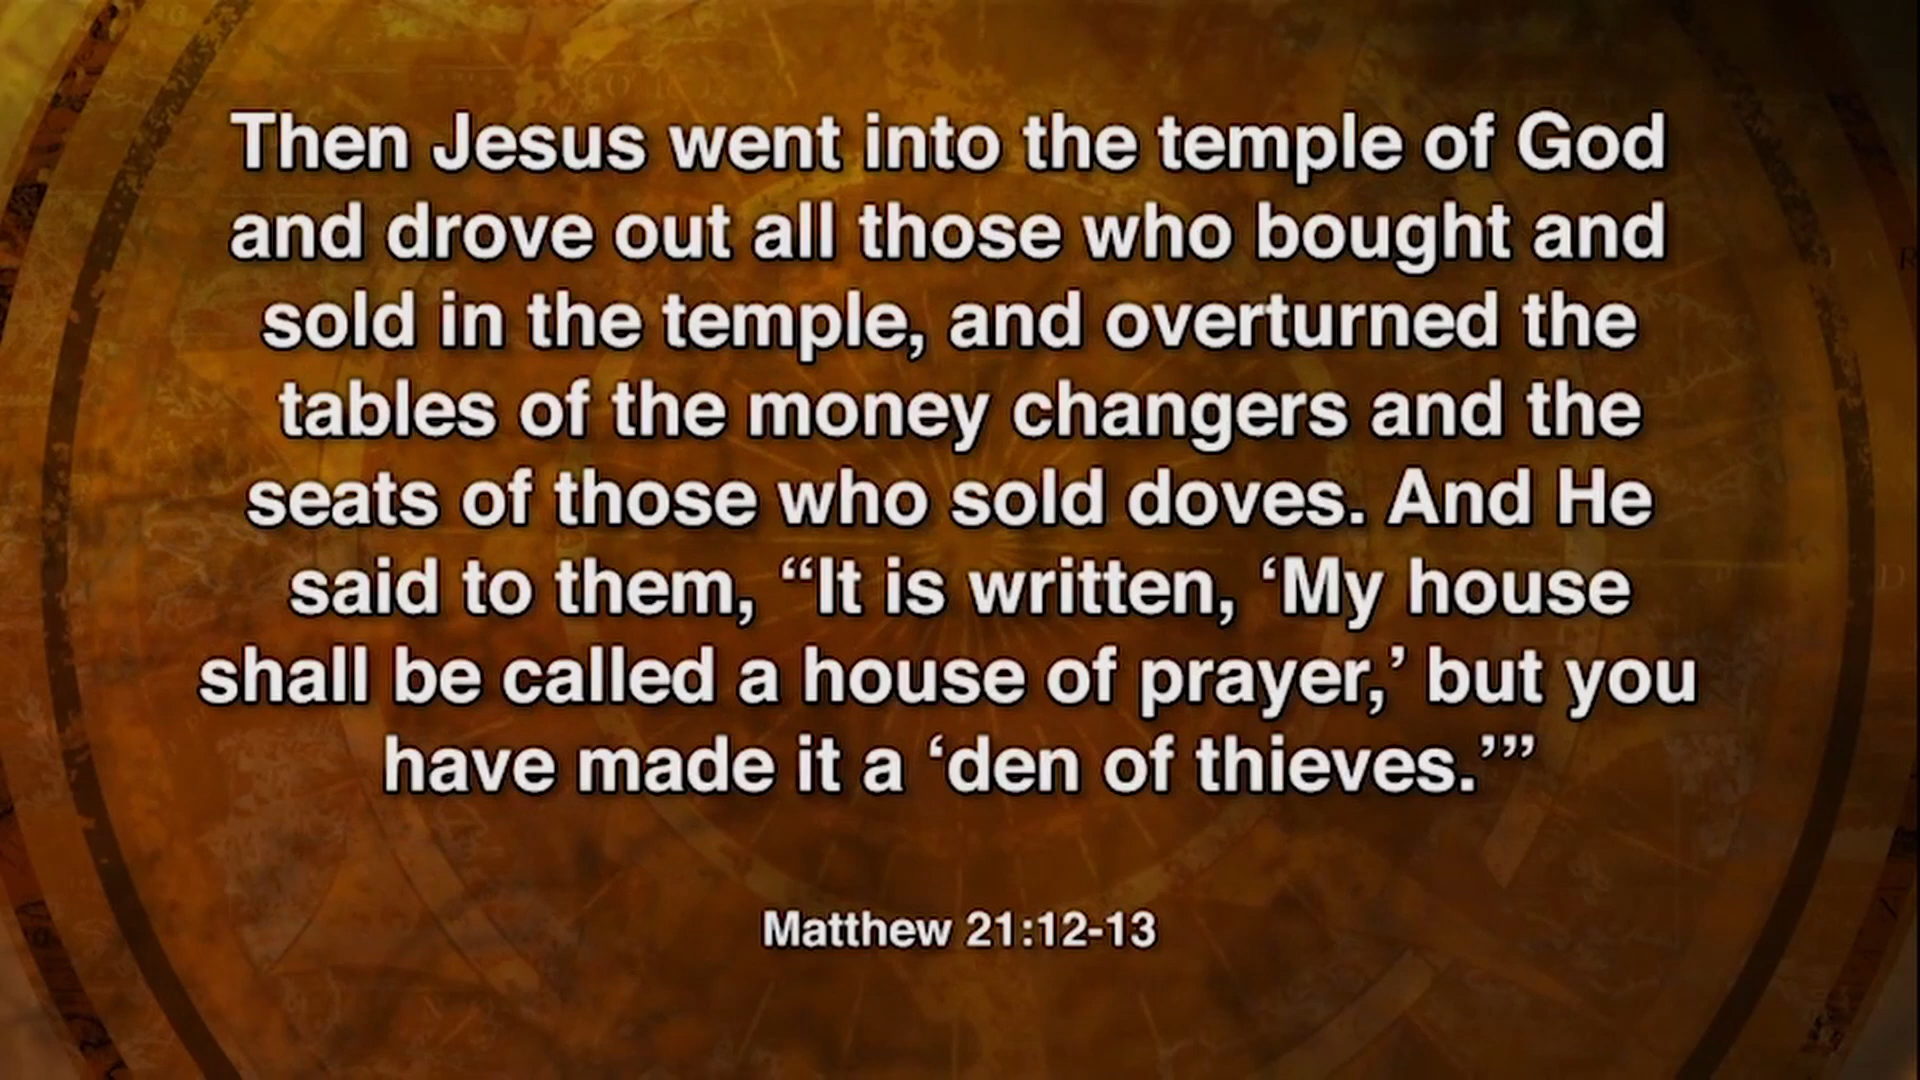 Then Jesus went into the temple of God
and drove out all those who bought and
sold in the temple, and overturned the
tables of the money changers and the
seats of those who sold doves. And He
said to them, “It is written, ‘My house
shall be called a house of prayer,’ but you
have made it a ‘den of thieves.’”
Matthew 21:12-13